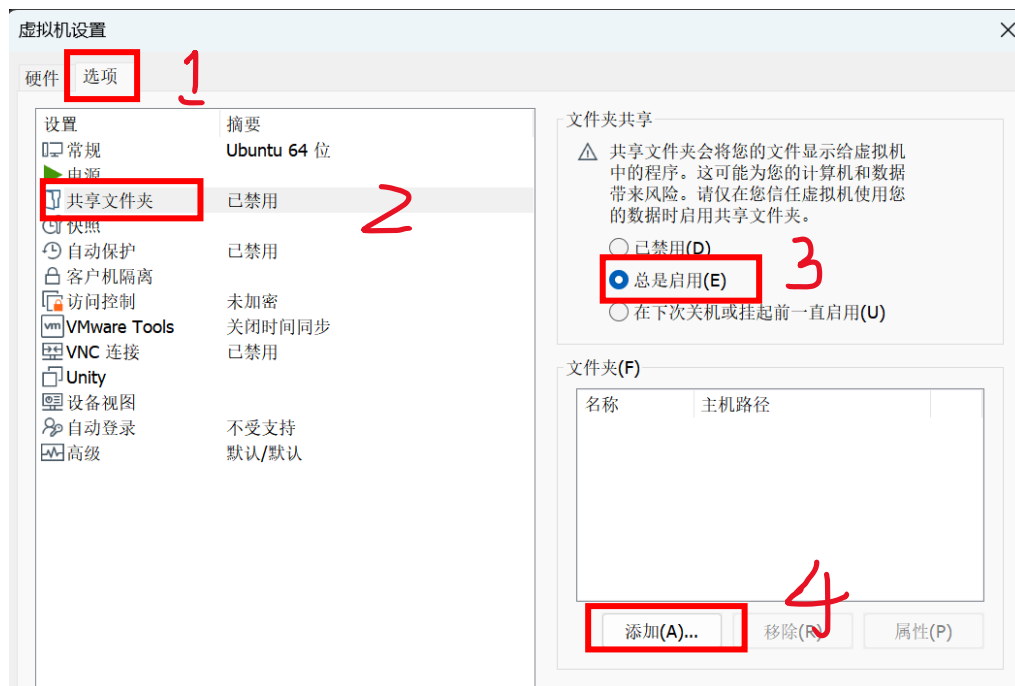 虚拟机设置
硬件 选项 1
设置 摘要
常规 Ubuntu 64 位
电源
共享文件夹 已禁用 2
快照
自动保护 已禁用
客户机隔离
访问控制 未加密
VMware Tools 关闭时间同步
VNC 连接 已禁用
Unity
设备视图
自动登录 不受支持
高级 默认/默认
文件夹共享
共享文件夹会将您的文件显示给虚拟机
中的程序。这可能为您的计算机和数据
带来风险。请仅在您信任虚拟机使用您
的数据时启用共享文件夹。
已禁用(D)
总是启用(E) 3
在下次关机或挂起前一直启用(U)
文件夹(F)
名称 主机路径
4
添加(A)... 移除(R) 属性(P)